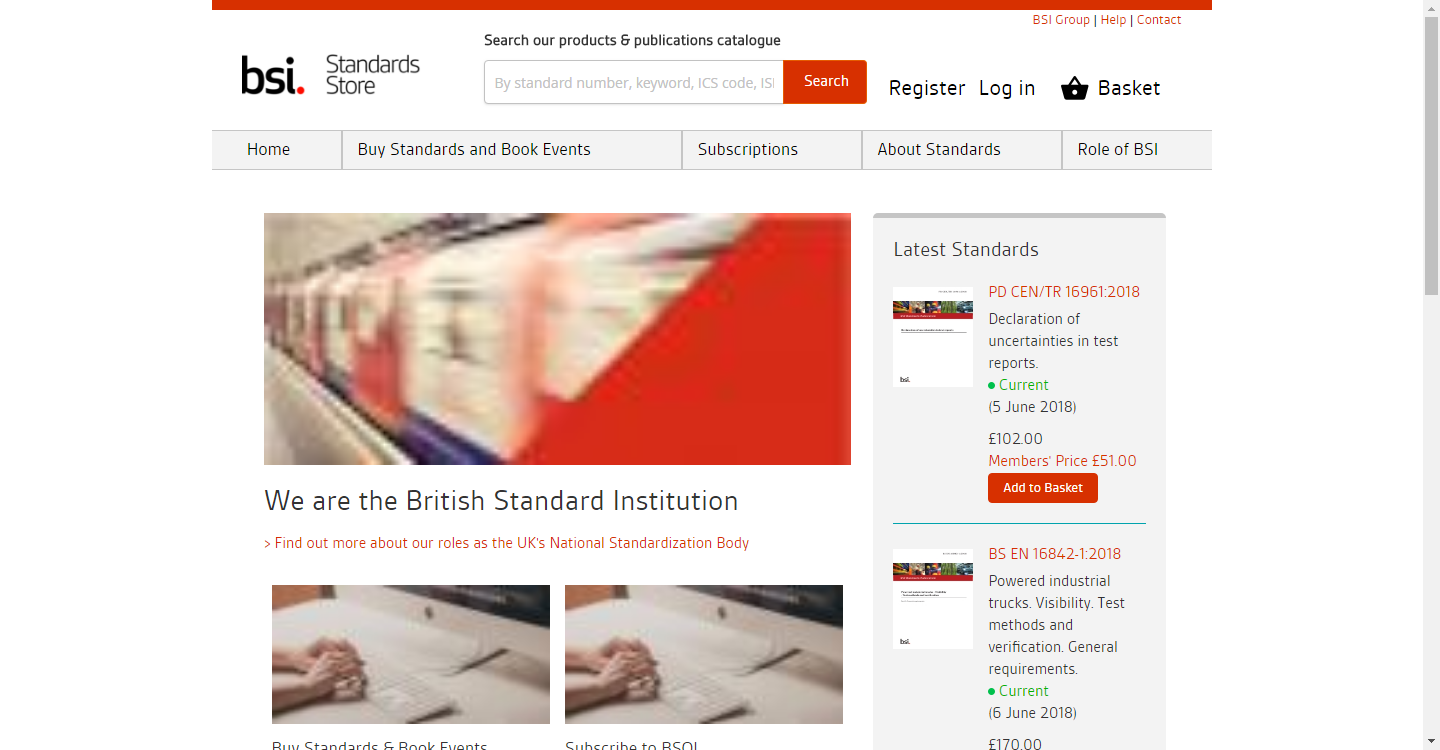 BSI Group | Help | Contact
Search our products & publications catalogue
bsi.
Standards
Store
By standard number, keyword, ICS code, ISI
Search
Register
Log in
Basket
Home
Buy Standards and Book Events
Subscriptions
About Standards
Role of BSI
We are the British Standard Institution
> Find out more about our roles as the UK's National Standardization Body
Buy Standards & Book Events
Subscribe to BSOL
Latest Standards
bsi.
PD CEN/TR 16961:2018
Declaration of
uncertainties in test
reports.
Current
(5 June 2018)
£102.00
Members' Price £51.00
Add to Basket
bsi.
BS EN 16842-1:2018
Powered industrial
trucks. Visibility. Test
methods and
verification. General
requirements.
Current
(6 June 2018)
£170.00